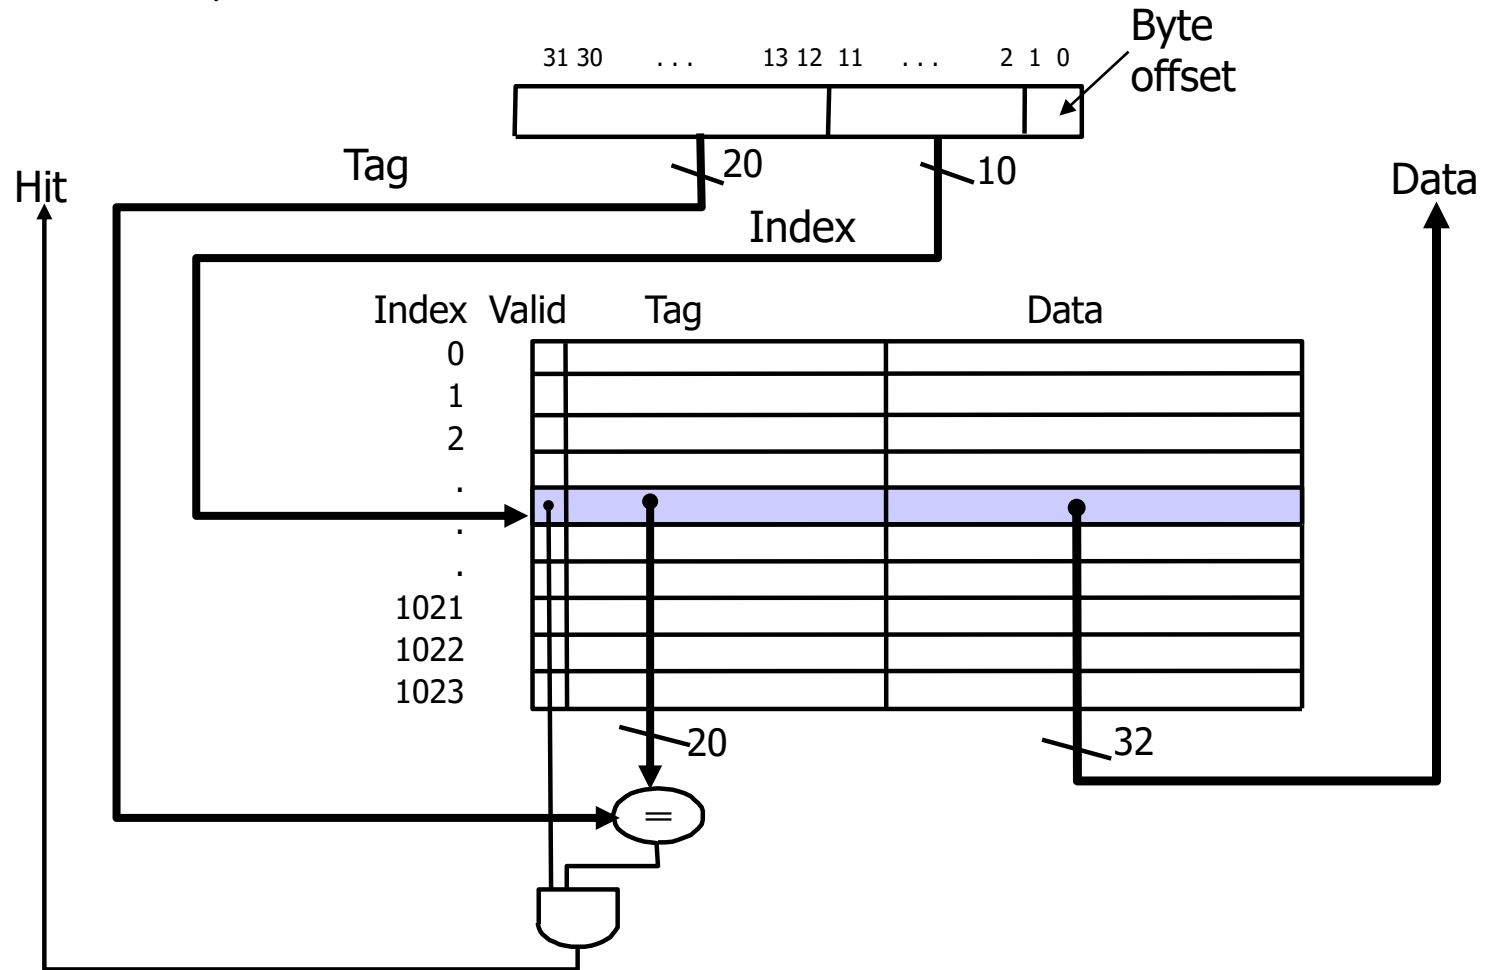 Byte
offset
31 30 . . . 13 12 11 . . . 2 1 0
Tag
20
10
Hit
Data
Index
Index Valid Tag Data
0
1
2
.
.
.
1021
1022
1023
20
32
=